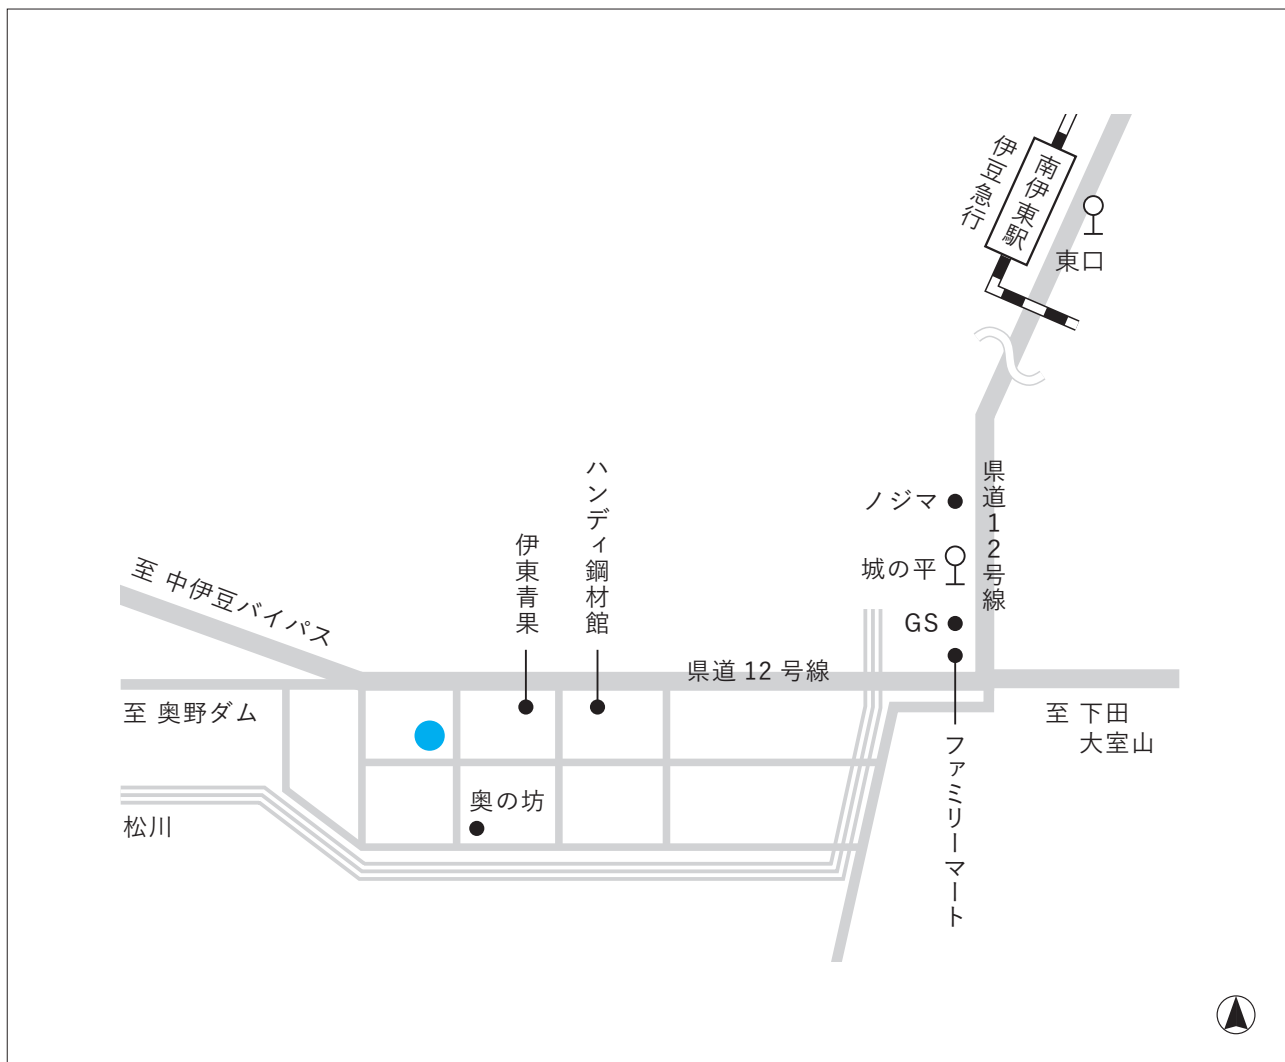 伊豆急行
南伊東駅
東口
県道12号線
ノジマ
城の平
GS
ハンディ鋼材館
伊東青果
至 中伊豆バイパス
県道 12 号線
至 奥野ダム
至 下田
大室山
ファミリーマート
奥の坊
松川